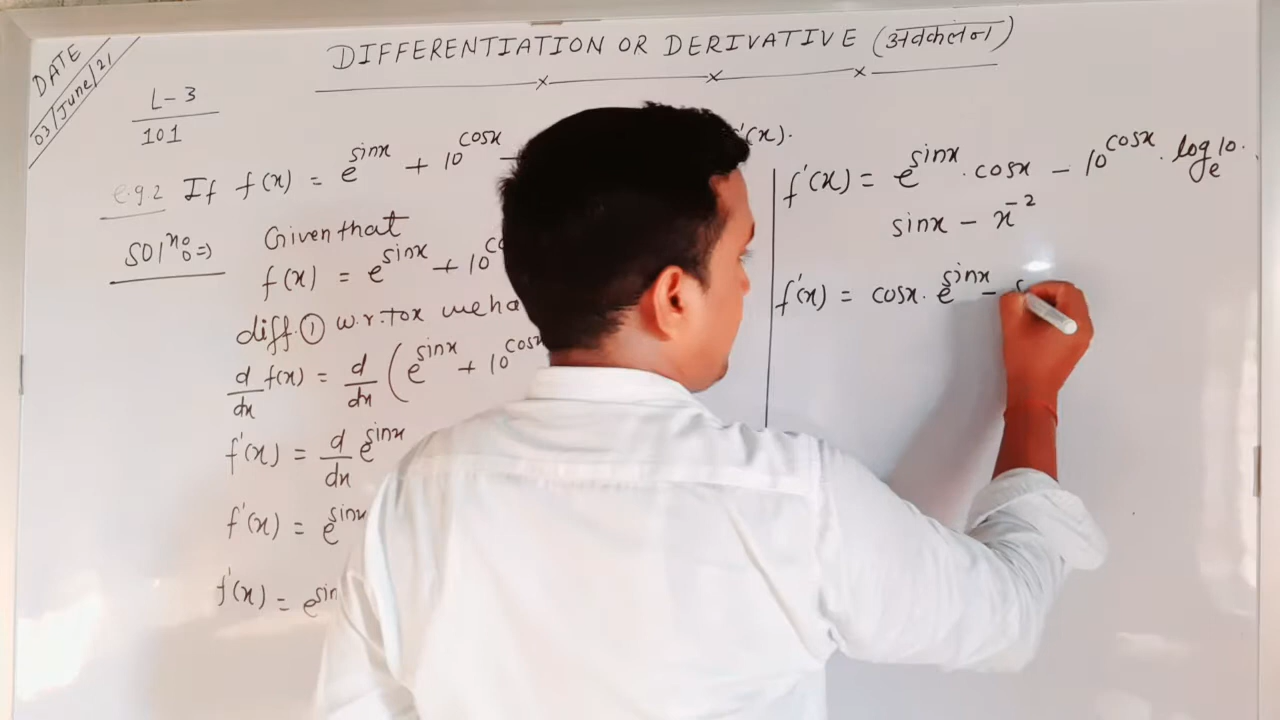 DATE
03/June/21
DIFFERENTIATION OR DERIVATIVE (अवकलन)
L-3
101
e.g.2 If f(x) = e^sinx + 10^cosx '(x).
Solⁿ⇒ Given that
f(x) = e^sinx + 10^
diff. ① w.r.to x we ha
d/dx f(x) = d/dx (e^sinx + 10^cosx
f'(x) = d/dx e^sinx
f'(x) = e^sinx
f'(x) = e^sin
f'(x) = e^sinx . cosx - 10^cosx . log_e 10.
sinx - x^-2
f'(x) = cosx . e^sinx -